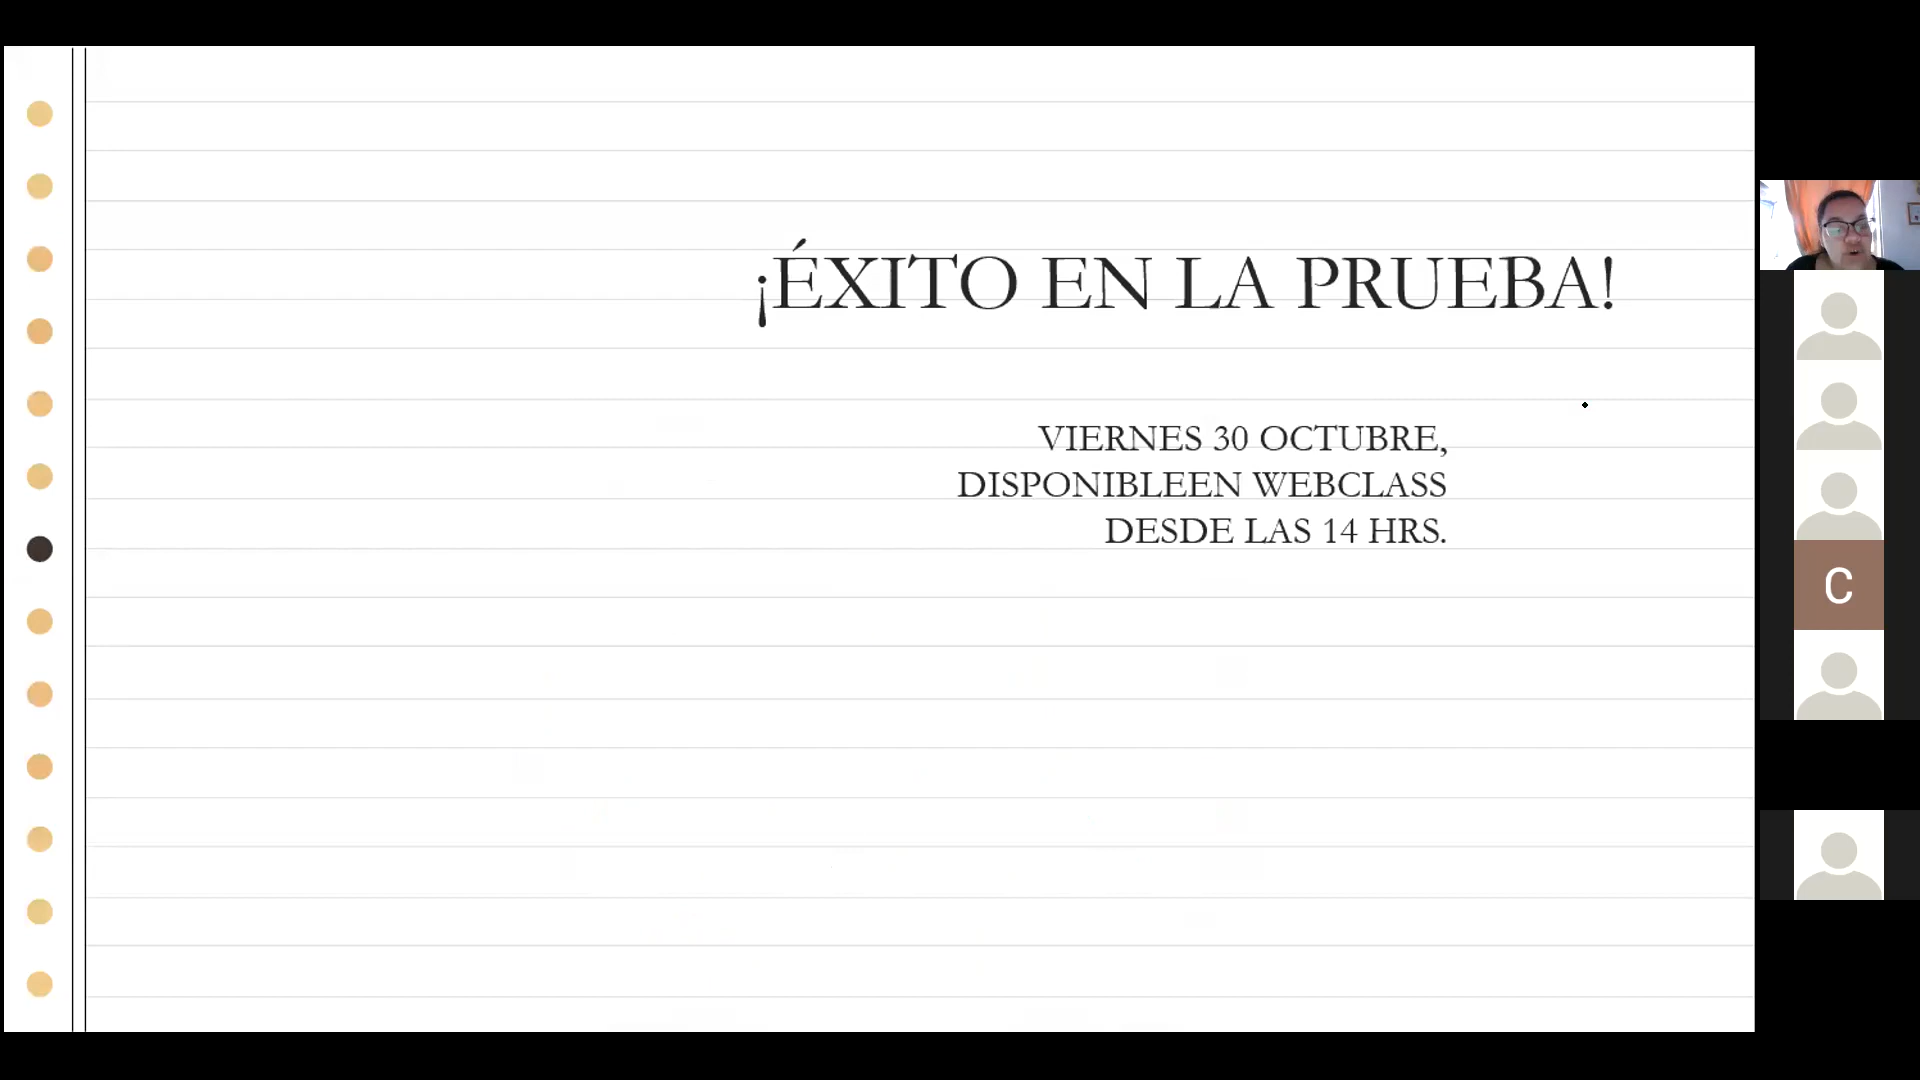 ¡ÉXITO EN LA PRUEBA!
VIERNES 30 OCTUBRE,
DISPONIBLEEN WEBCLASS
DESDE LAS 14 HRS.
C